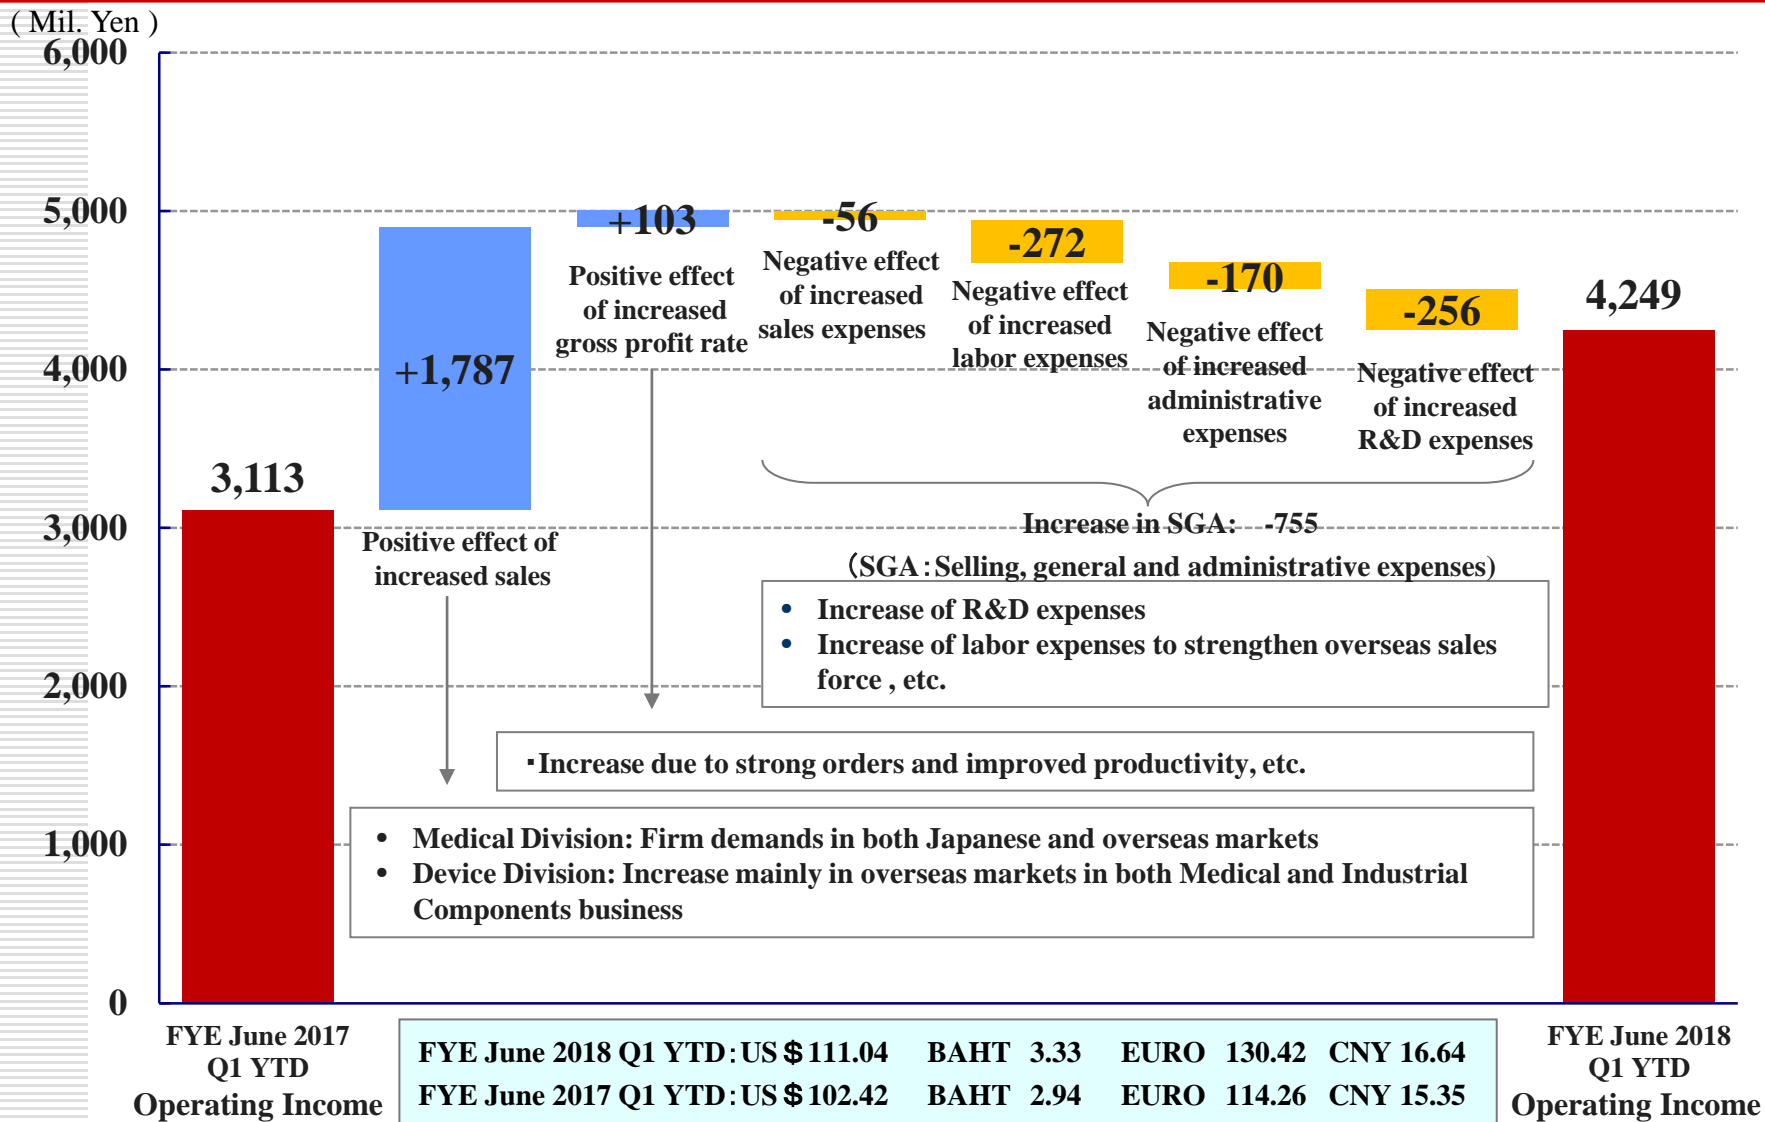 ( Mil. Yen )
6,000
5,000
4,000
3,000
2,000
1,000
0
3,113
+1,787
Positive effect of
increased sales
+103
Positive effect
of increased
gross profit rate
-56
Negative effect
of increased
sales expenses
-272
Negative effect
of increased
labor expenses
-170
Negative effect
of increased
administrative
expenses
-256
Negative effect
of increased
R&D expenses
4,249
Increase in SGA: -755
(SGA:Selling, general and administrative expenses)
• Increase of R&D expenses
• Increase of labor expenses to strengthen overseas sales
force , etc.
・Increase due to strong orders and improved productivity, etc.
• Medical Division: Firm demands in both Japanese and overseas markets
• Device Division: Increase mainly in overseas markets in both Medical and Industrial
Components business
FYE June 2017
Q1 YTD
Operating Income
FYE June 2018 Q1 YTD:US$111.04 BAHT 3.33 EURO 130.42 CNY 16.64
FYE June 2017 Q1 YTD:US$102.42 BAHT 2.94 EURO 114.26 CNY 15.35
FYE June 2018
Q1 YTD
Operating Income